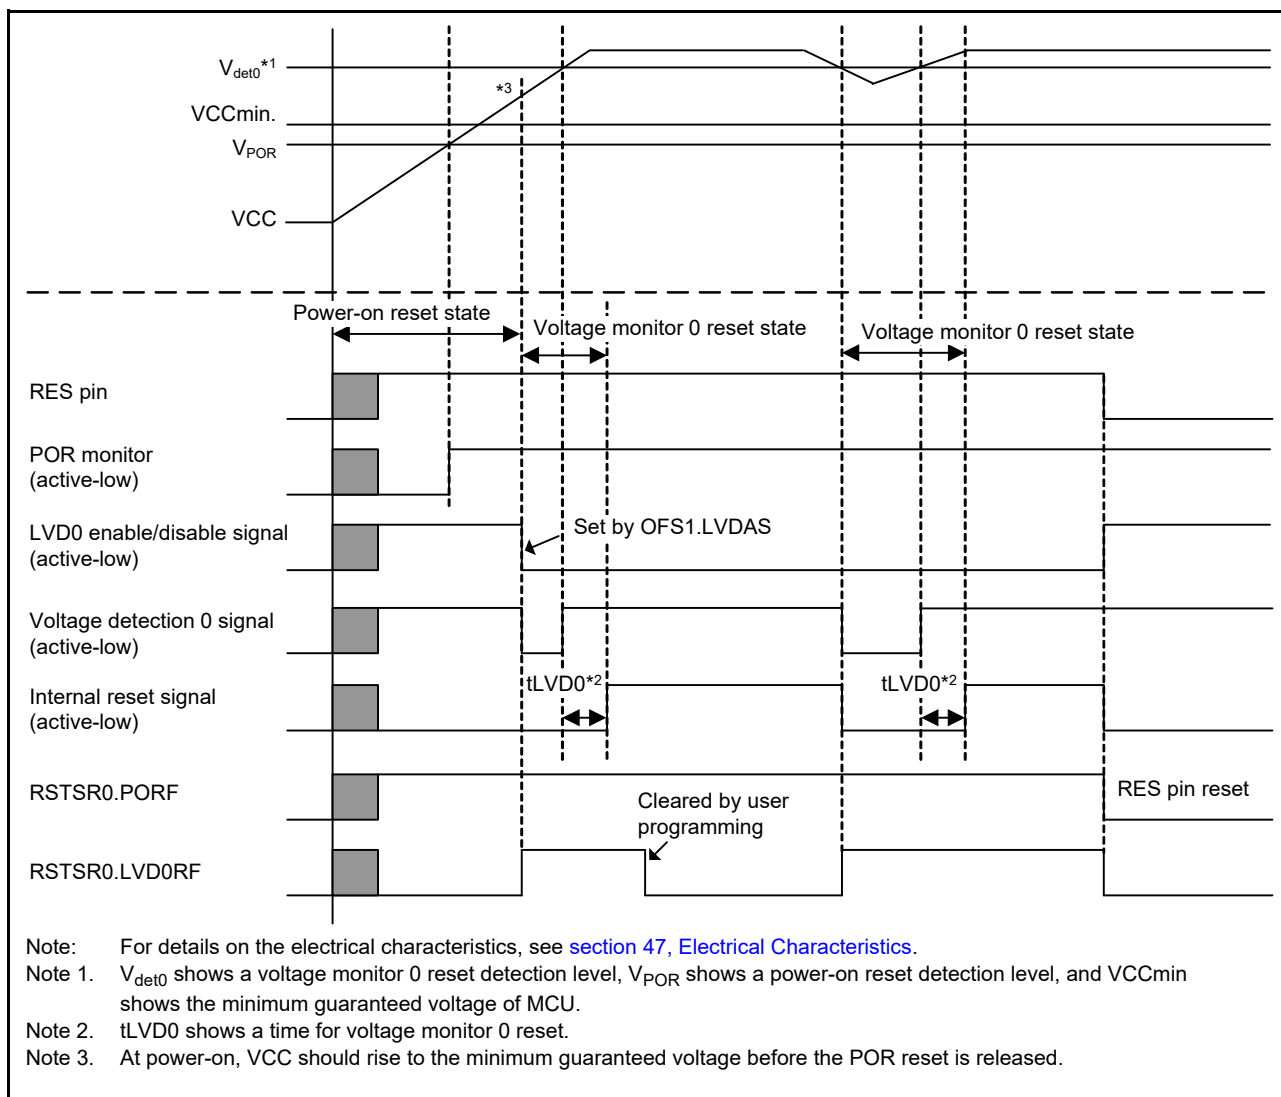 Vdet0*1
*3
VCCmin.
VPOR
VCC
Power-on reset state
Voltage monitor 0 reset state
Voltage monitor 0 reset state
RES pin
POR monitor
(active-low)
LVD0 enable/disable signal
(active-low)
Set by OFS1.LVDAS
Voltage detection 0 signal
(active-low)
tLVD0*2
tLVD0*2
Internal reset signal
(active-low)
RSTSR0.PORF
RES pin reset
Cleared by user
programming
RSTSR0.LVD0RF
Note: For details on the electrical characteristics, see section 47, Electrical Characteristics.
Note 1. Vdet0 shows a voltage monitor 0 reset detection level, VPOR shows a power-on reset detection level, and VCCmin
shows the minimum guaranteed voltage of MCU.
Note 2. tLVD0 shows a time for voltage monitor 0 reset.
Note 3. At power-on, VCC should rise to the minimum guaranteed voltage before the POR reset is released.